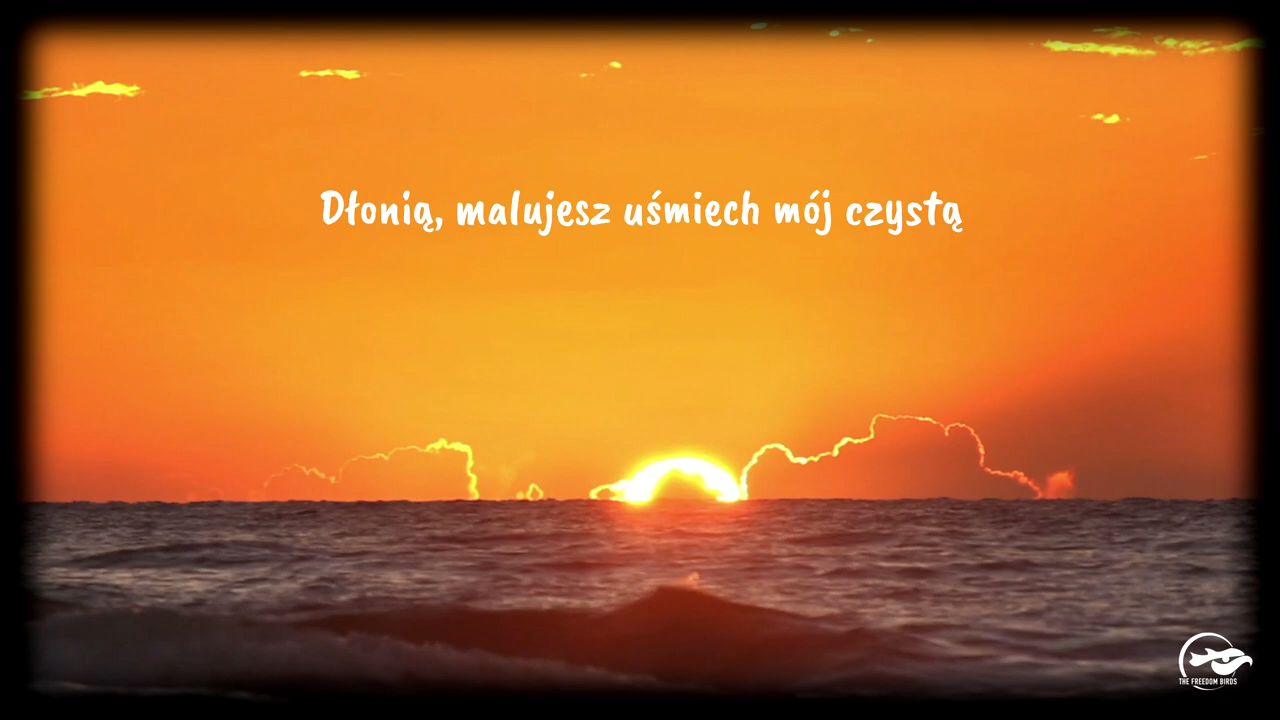 Dłonią, malujesz uśmiech mój czystą
THE FREEDOM BIRDS